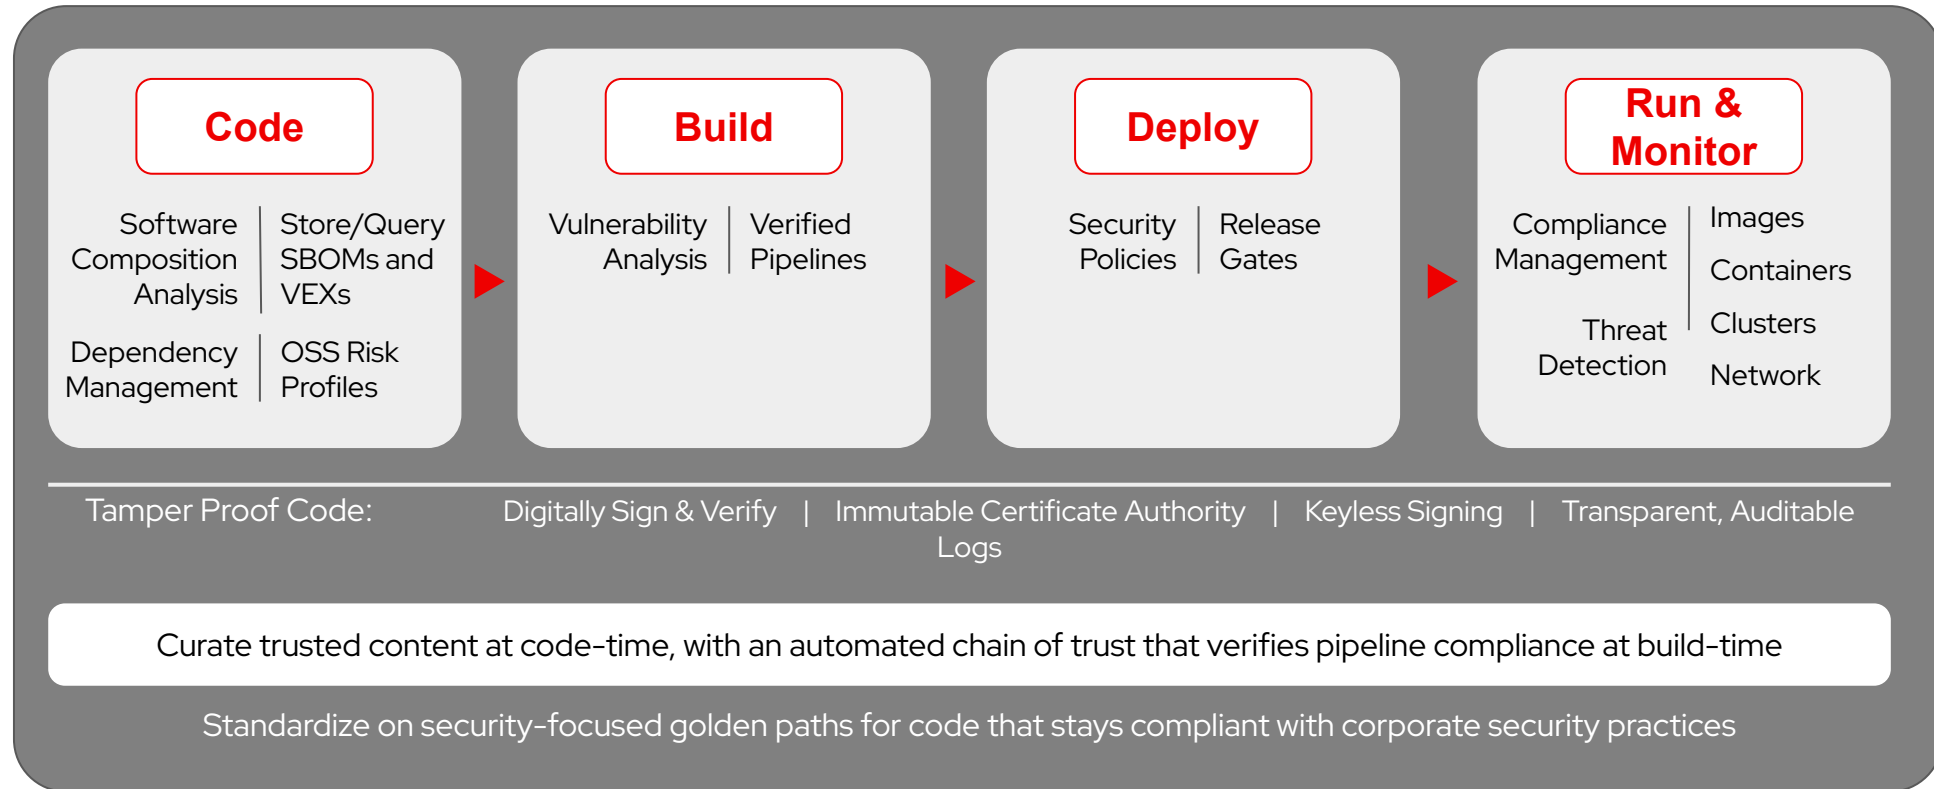 Code
Software
Composition
Analysis
Store/Query
SBOMs and
VEXs
Dependency
Management
OSS Risk
Profiles
Build
Vulnerability
Analysis
Verified
Pipelines
Deploy
Security
Policies
Release
Gates
Run &
Monitor
Compliance
Management
Threat
Detection
Images
Containers
Clusters
Network
Tamper Proof Code:
Digitally Sign & Verify | Immutable Certificate Authority | Keyless Signing | Transparent, Auditable
Logs
Curate trusted content at code-time, with an automated chain of trust that verifies pipeline compliance at build-time
Standardize on security-focused golden paths for code that stays compliant with corporate security practices